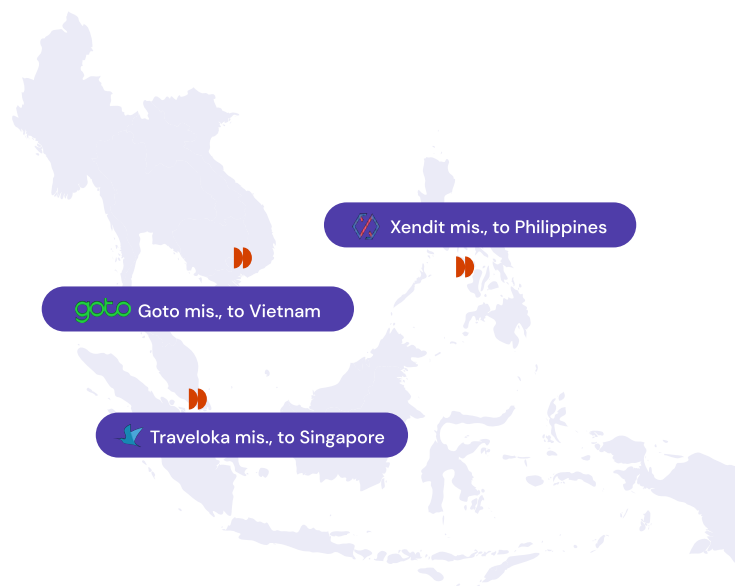 Xendit mis., to Philippines
goto Goto mis., to Vietnam
Traveloka mis., to Singapore